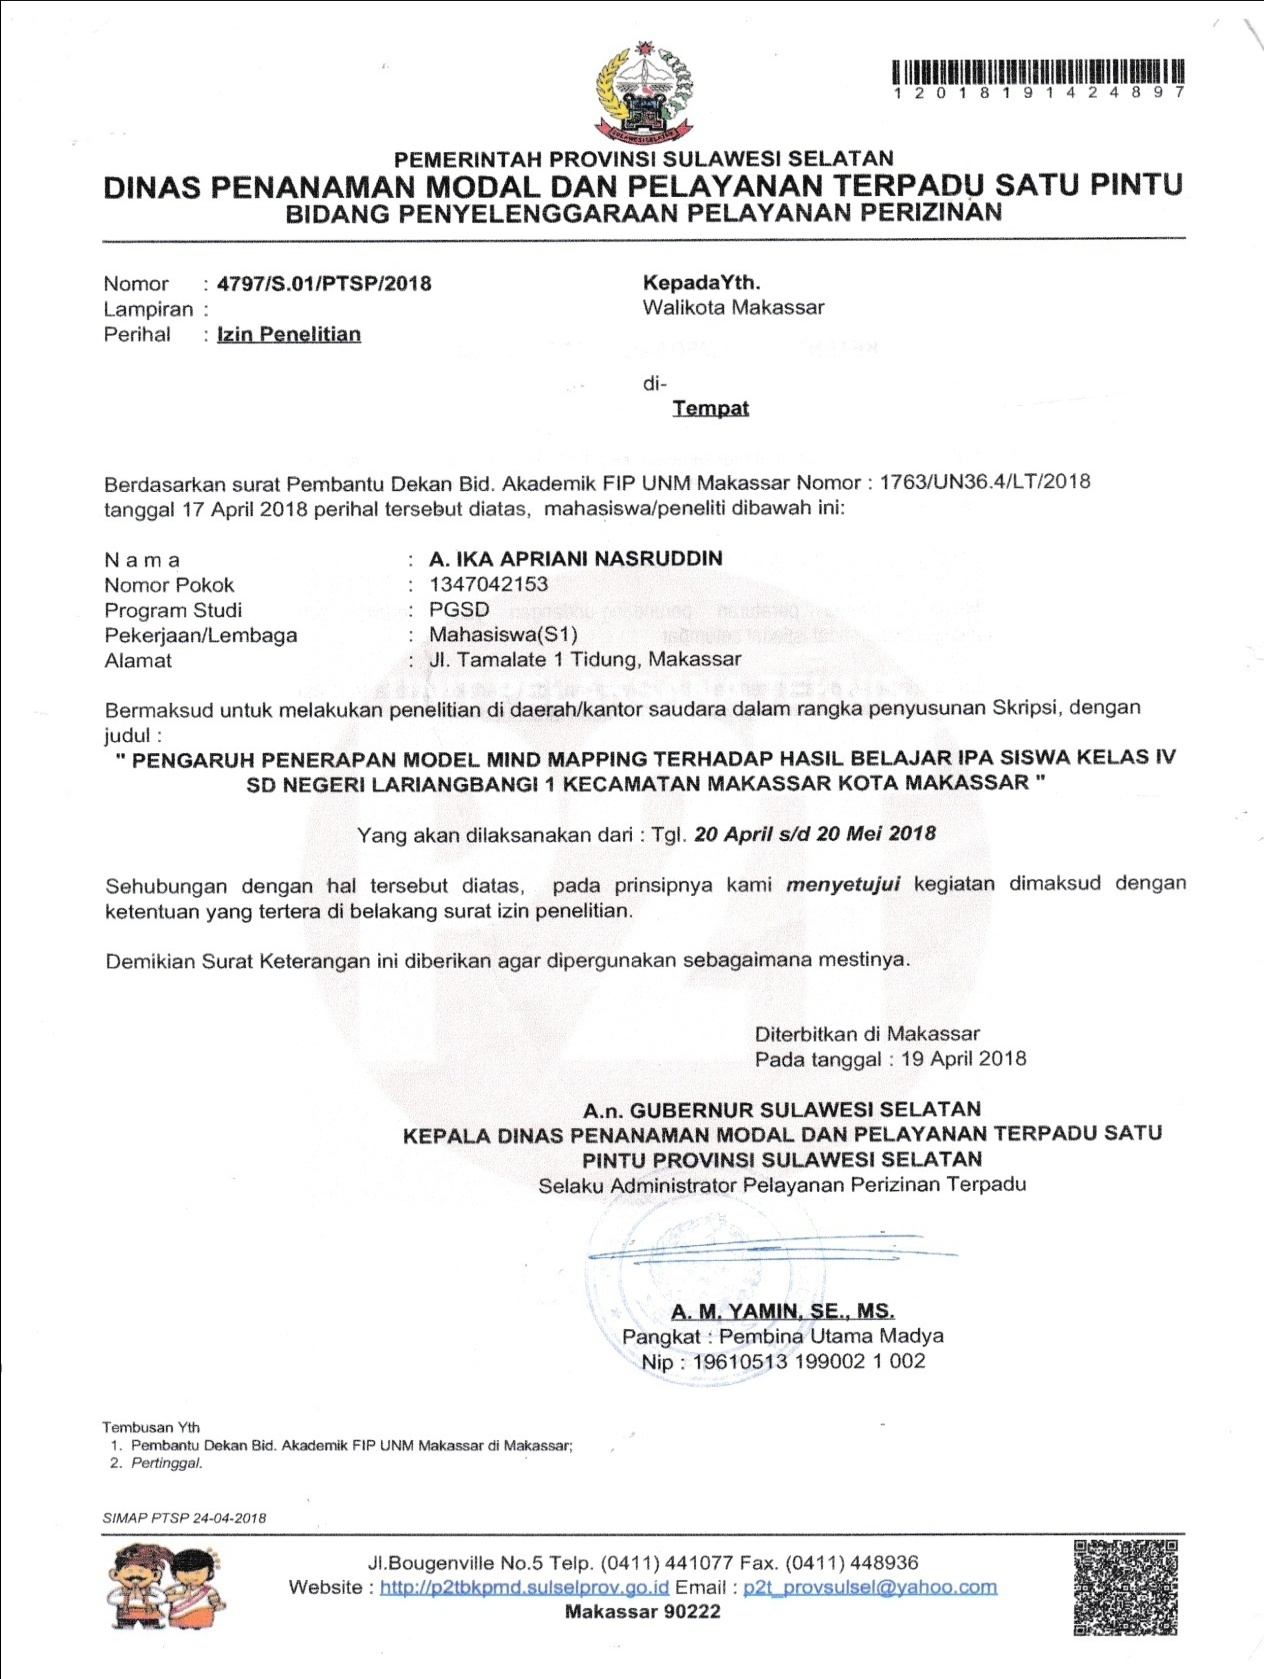 SULAWESI SELATAN
1 2 0 1 8 1 9 1 4 2 4 8 9 7
PEMERINTAH PROVINSI SULAWESI SELATAN
DINAS PENANAMAN MODAL DAN PELAYANAN TERPADU SATU PINTU
BIDANG PENYELENGGARAAN PELAYANAN PERIZINAN
Nomor : 4797/S.01/PTSP/2018
Lampiran :
Perihal : Izin Penelitian
KepadaYth.
Walikota Makassar
di-
Tempat
Berdasarkan surat Pembantu Dekan Bid. Akademik FIP UNM Makassar Nomor : 1763/UN36.4/LT/2018
tanggal 17 April 2018 perihal tersebut diatas, mahasiswa/peneliti dibawah ini:
N a m a : A. IKA APRIANI NASRUDDIN
Nomor Pokok : 1347042153
Program Studi : PGSD
Pekerjaan/Lembaga : Mahasiswa(S1)
Alamat : Jl. Tamalate 1 Tidung, Makassar
Bermaksud untuk melakukan penelitian di daerah/kantor saudara dalam rangka penyusunan Skripsi, dengan
judul :
" PENGARUH PENERAPAN MODEL MIND MAPPING TERHADAP HASIL BELAJAR IPA SISWA KELAS IV
SD NEGERI LARIANGBANGI 1 KECAMATAN MAKASSAR KOTA MAKASSAR "
Yang akan dilaksanakan dari : Tgl. 20 April s/d 20 Mei 2018
Sehubungan dengan hal tersebut diatas, pada prinsipnya kami menyetujui kegiatan dimaksud dengan
ketentuan yang tertera di belakang surat izin penelitian.
Demikian Surat Keterangan ini diberikan agar dipergunakan sebagaimana mestinya.
Diterbitkan di Makassar
Pada tanggal : 19 April 2018
A.n. GUBERNUR SULAWESI SELATAN
KEPALA DINAS PENANAMAN MODAL DAN PELAYANAN TERPADU SATU
PINTU PROVINSI SULAWESI SELATAN
Selaku Administrator Pelayanan Perizinan Terpadu
A. M. YAMIN, SE., MS.
Pangkat : Pembina Utama Madya
Nip : 19610513 199002 1 002
Tembusan Yth
1. Pembantu Dekan Bid. Akademik FIP UNM Makassar di Makassar;
2. Pertinggal.
SIMAP PTSP 24-04-2018
Jl.Bougenville No.5 Telp. (0411) 441077 Fax. (0411) 448936
Website : http://p2tbkpmd.sulselprov.go.id Email : p2t_provsulsel@yahoo.com
Makassar 90222